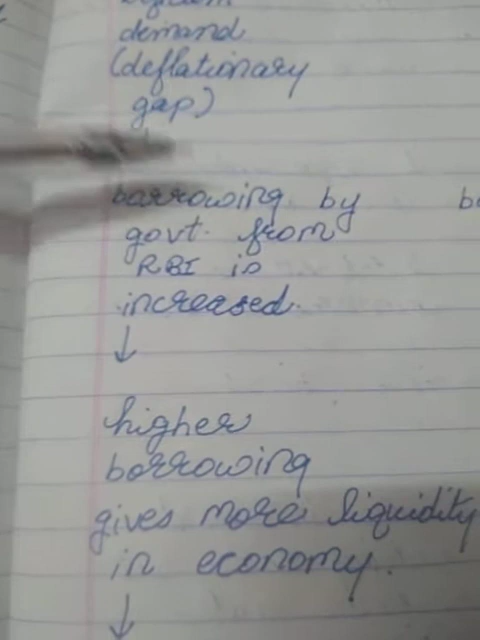 demand
(deflationary
gap)
borrowing by
govt. from
RBI is
increased.
↓
higher
borrowing
gives more liquidity
in economy.
↓